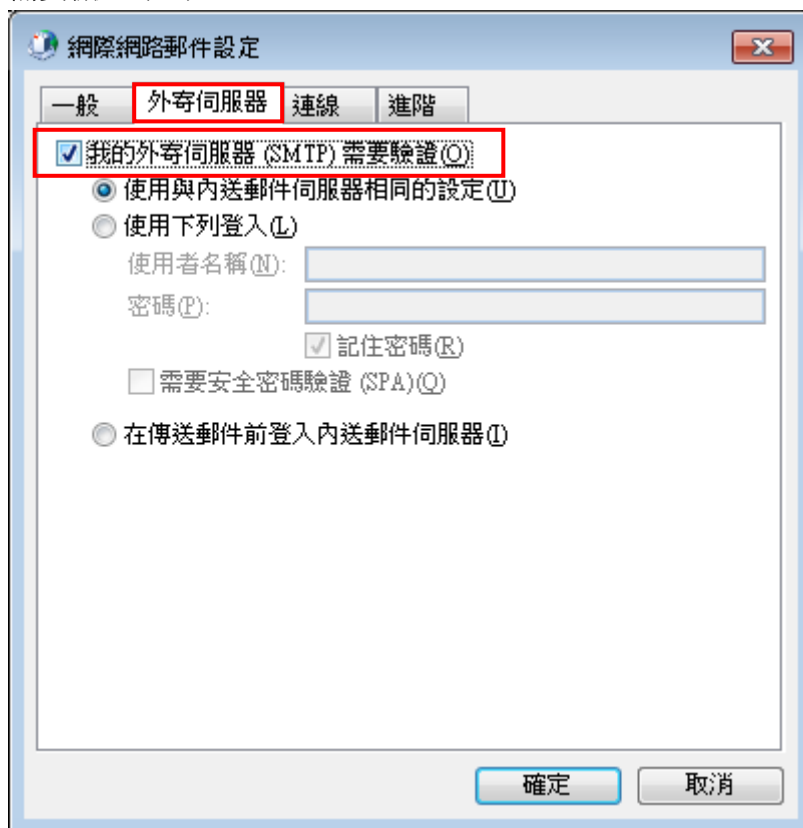 網際網路郵件設定
一般 外寄伺服器 連線 進階
我的外寄伺服器 (SMTP) 需要驗證(O)
使用與內送郵件伺服器相同的設定(U)
使用下列登入(L)
使用者名稱(N):
密碼(P):
記住密碼(R)
需要安全密碼驗證 (SPA)(Q)
在傳送郵件前登入內送郵件伺服器(I)
確定 取消